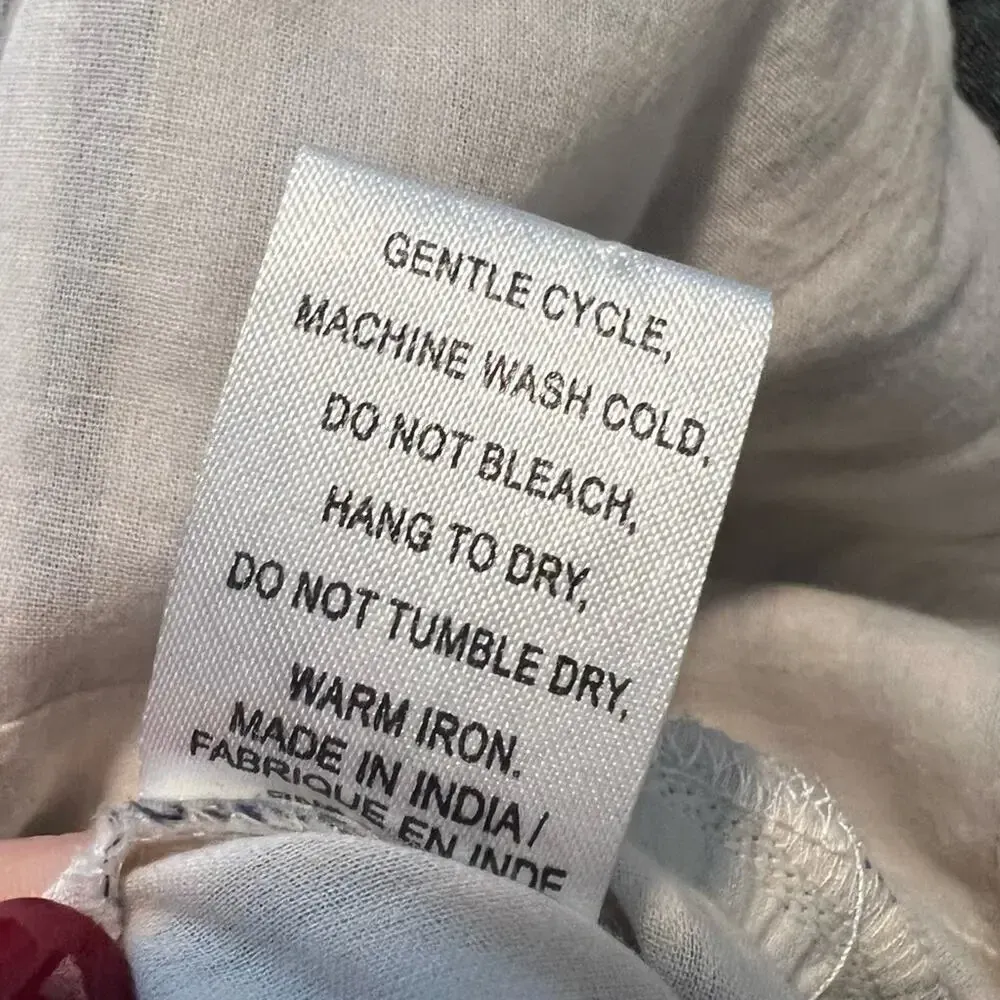 GENTLE CYCLE,
MACHINE WASH COLD,
DO NOT BLEACH,
HANG TO DRY,
DO NOT TUMBLE DRY,
WARM IRON.
MADE IN INDIA/
FABRIQUE EN INDE